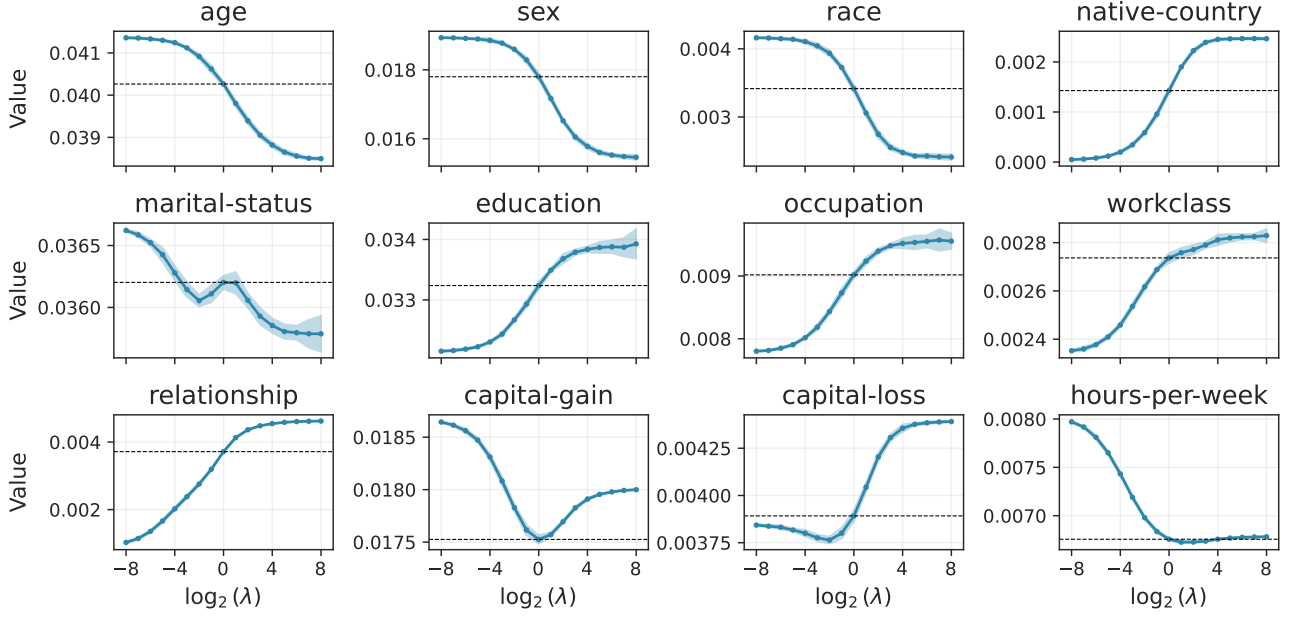 age
sex
race
native-country
Value
0.041
0.040
0.039
0.018
0.016
0.004
0.003
0.002
0.001
0.000
marital-status
education
occupation
workclass
Value
0.0365
0.0360
0.034
0.033
0.009
0.008
0.0028
0.0026
0.0024
relationship
capital-gain
capital-loss
hours-per-week
Value
0.004
0.002
0.0185
0.0180
0.0175
0.00425
0.00400
0.00375
0.0080
0.0075
0.0070
−8 −4 0 4 8
−8 −4 0 4 8
−8 −4 0 4 8
−8 −4 0 4 8
log₂(λ)
log₂(λ)
log₂(λ)
log₂(λ)